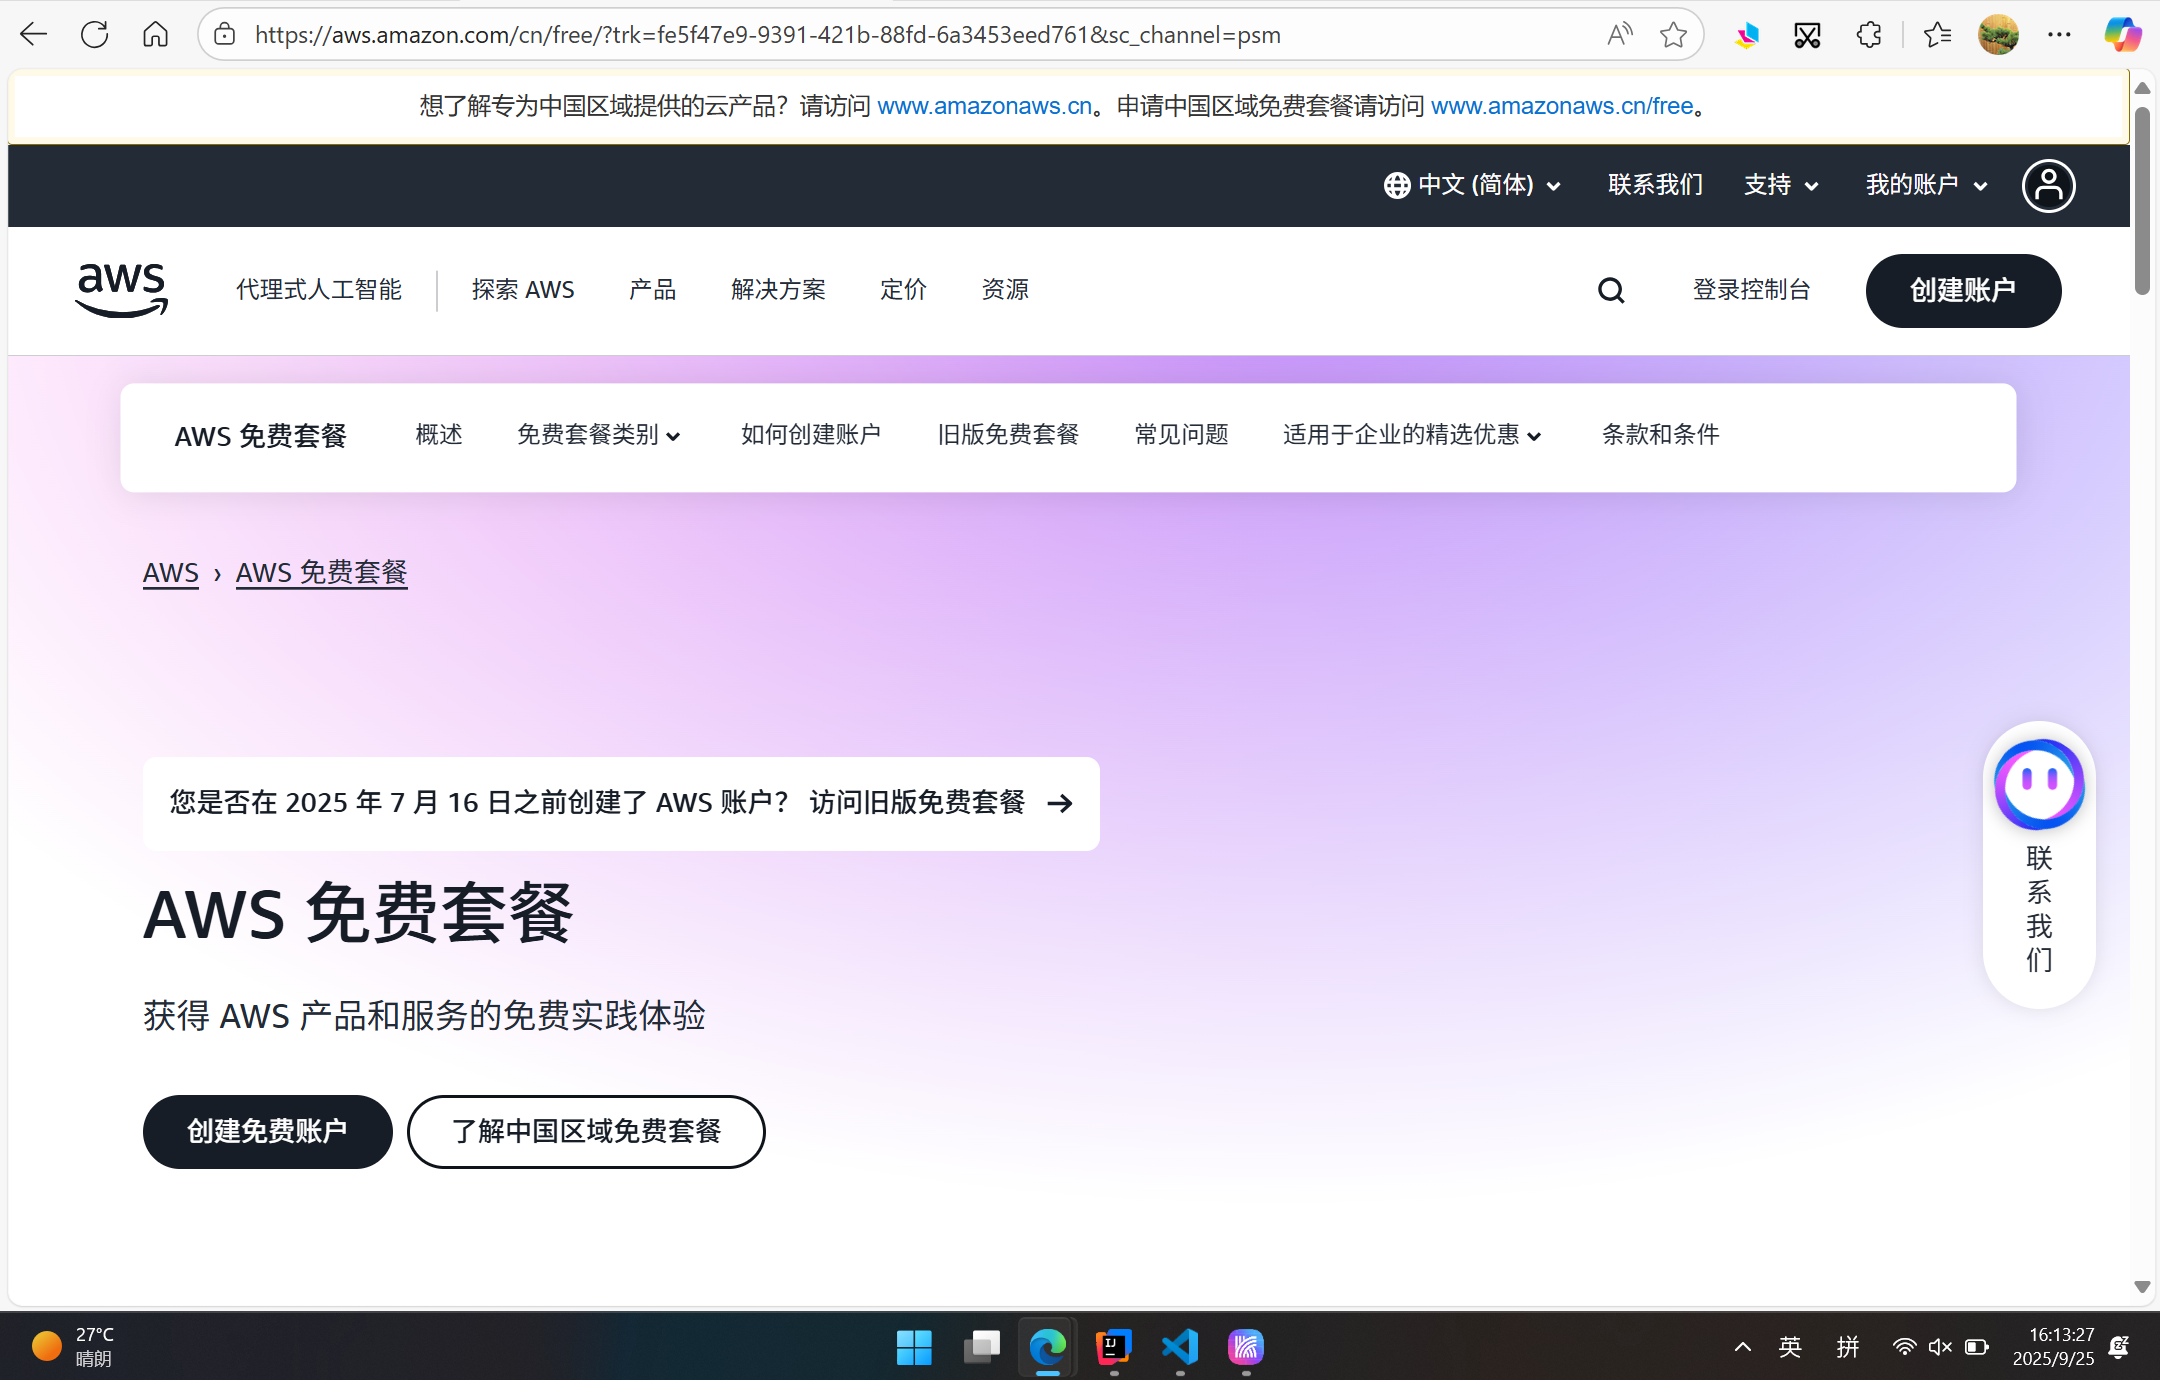 https://aws.amazon.com/cn/free/?trk=fe5f47e9-9391-421b-88fd-6a3453eed761&sc_channel=psm
想了解专为中国区域提供的云产品？请访问 www.amazonaws.cn。申请中国区域免费套餐请访问 www.amazonaws.cn/free。
中文 (简体) 联系我们 支持 我的账户
aws 代理式人工智能 探索 AWS 产品 解决方案 定价 资源 登录控制台 创建账户
AWS 免费套餐 概述 免费套餐类别 如何创建账户 旧版免费套餐 常见问题 适用于企业的精选优惠 条款和条件
AWS › AWS 免费套餐
您是否在 2025 年 7 月 16 日之前创建了 AWS 账户？ 访问旧版免费套餐 →
AWS 免费套餐
获得 AWS 产品和服务的免费实践体验
创建免费账户 了解中国区域免费套餐
联
系
我
们
27°C
晴朗
英 拼
16:13:27
2025/9/25